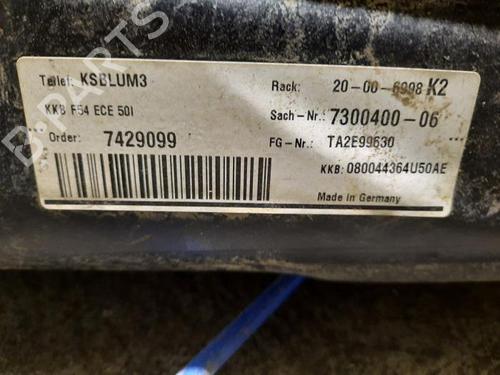 Teilef. KSBLUM3
Rack: 20-00-6998 K2
KKB F54 ECE 50l
Sach-Nr.: 7300400-06
Order: 7429099
FG-Nr.: TA2E99630
KKB: 080044364U50AE
Made in Germany
B-PARTS